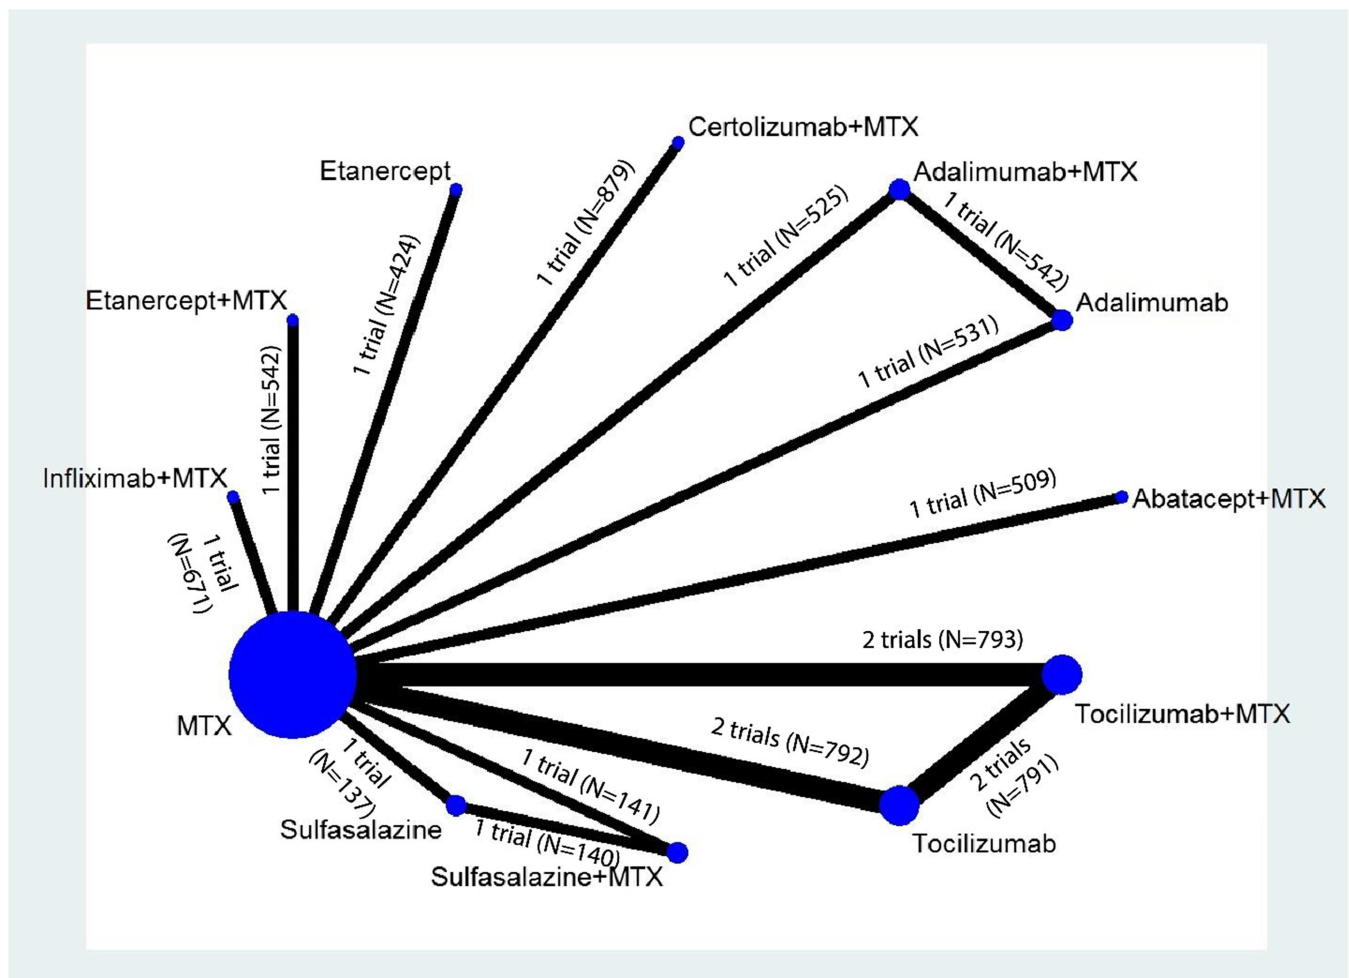 Certolizumab+MTX
Etanercept
Adalimumab+MTX
1 trial (N=879)
1 trial (N=525)
1 trial (N=542)
1 trial (N=424)
Etanercept+MTX
Adalimumab
1 trial (N=542)
1 trial (N=531)
Infliximab+MTX
1 trial (N=509)
Abatacept+MTX
1 trial
(N=671)
2 trials (N=793)
MTX
Tocilizumab+MTX
2 trials (N=792)
2 trials
(N=791)
1 trial
(N=137)
1 trial (N=141)
Sulfasalazine
1 trial (N=140)
Tocilizumab
Sulfasalazine+MTX